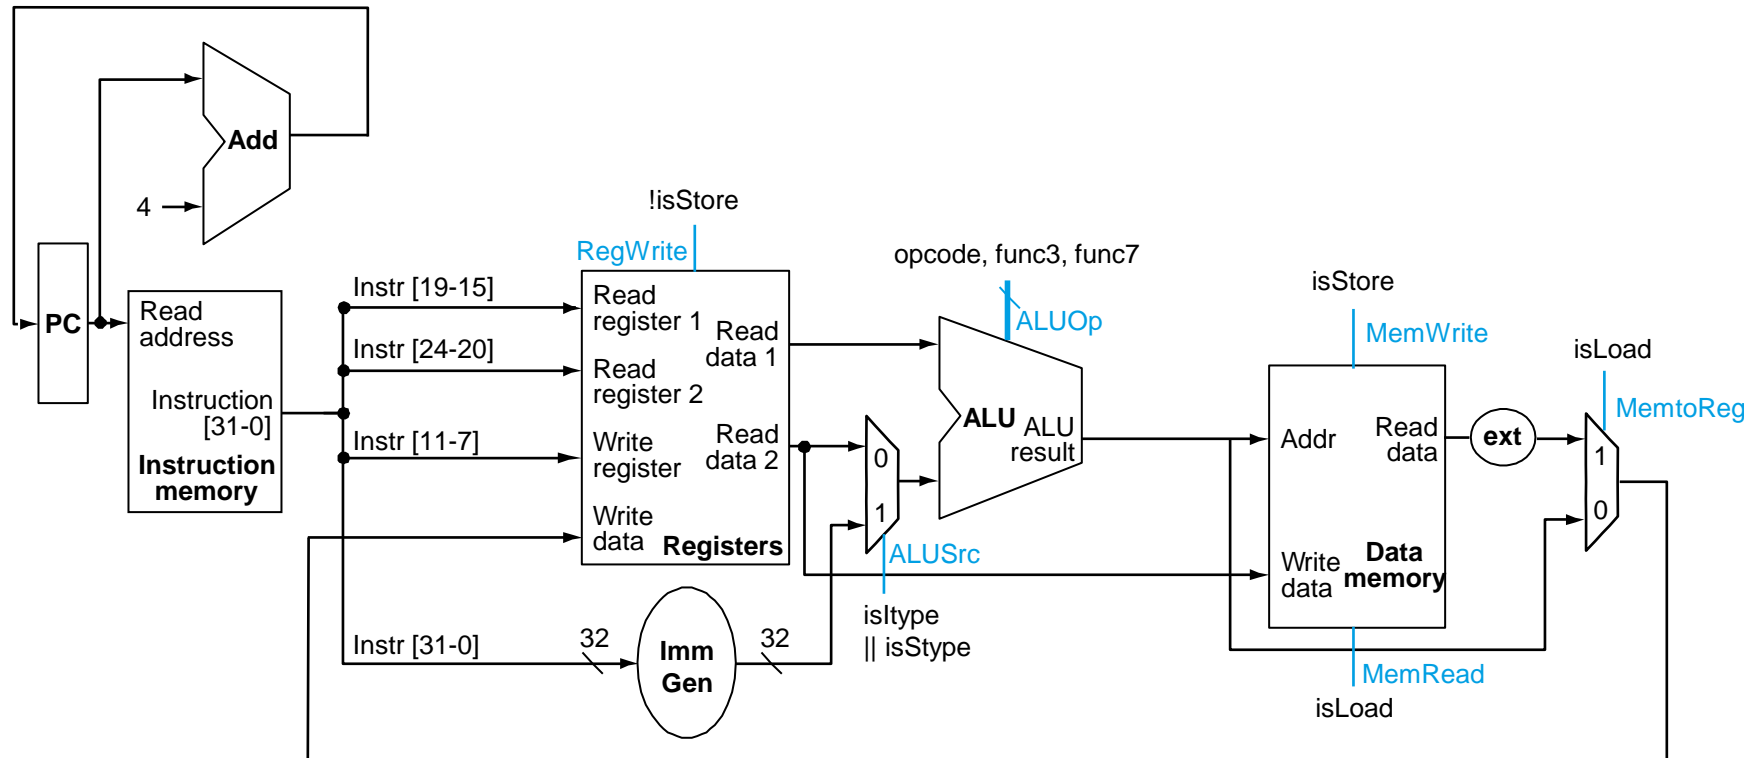 Add
4
PC
Read
address
Instruction
[31-0]
Instruction
memory
Instr [19-15]
Instr [24-20]
Instr [11-7]
Instr [31-0]
!isStore
RegWrite
Read
register 1
Read
register 2
Write
register
Write
data
Read
data 1
Read
data 2
Registers
32
Imm
Gen
32
0
1
ALUSrc
isItype
|| isStype
opcode, func3, func7
ALUOp
ALU
ALU
result
isStore
MemWrite
Addr
Read
data
Write
data
Data
memory
MemRead
isLoad
ext
isLoad
MemtoReg
1
0